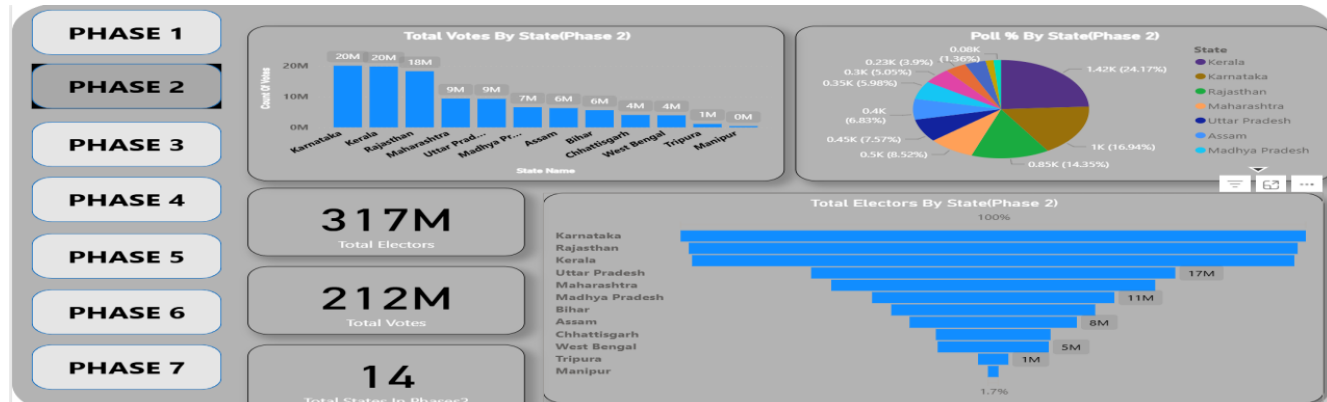 PHASE 1
PHASE 2
PHASE 3
PHASE 4
PHASE 5
PHASE 6
PHASE 7
Total Votes By State(Phase 2)
Count Of Votes
20M
10M
0M
20M
20M
18M
9M
9M
7M
6M
6M
4M
4M
1M
0M
Karnataka
Kerala
Rajasthan
Maharashtra
Uttar Prad...
Madhya Pr...
Assam
Bihar
Chhattisgarh
West Bengal
Tripura
Manipur
State Name
Poll % By State(Phase 2)
0.08K
(1.36%)
0.23K (3.9%)
0.3K (5.05%)
0.35K (5.98%)
0.4K
(6.83%)
0.45K (7.57%)
0.5K (8.52%)
0.85K (14.35%)
1K (16.94%)
1.42K (24.17%)
State
Kerala
Karnataka
Rajasthan
Maharashtra
Uttar Pradesh
Assam
Madhya Pradesh
317M
Total Electors
212M
Total Votes
14
Total States In Phases2
Total Electors By State(Phase 2)
100%
Karnataka
Rajasthan
Kerala
Uttar Pradesh
17M
Maharashtra
Madhya Pradesh
11M
Bihar
Assam
8M
Chhattisgarh
West Bengal
5M
Tripura
1M
Manipur
1.7%